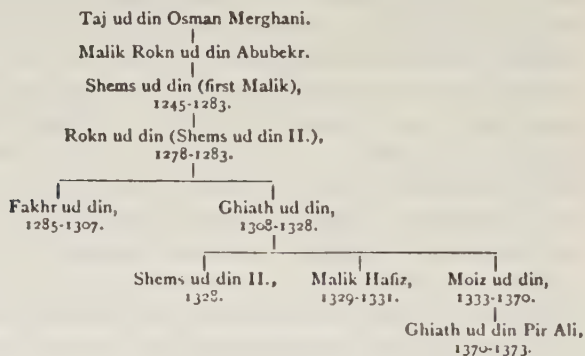 Taj ud din Osman Merghani.
Malik Rokn ud din Abubekr.
Shems ud din (first Malik),
1245-1283.
Rokn ud din (Shems ud din II.),
1278-1283.
Fakhr ud din, Ghiath ud din,
1285-1307. 1308-1328.
Shems ud din II., Malik Hafiz, Moiz ud din,
1328. 1329-1331. 1333-1370.
Ghiath ud din Pir Ali,
1370-1373.